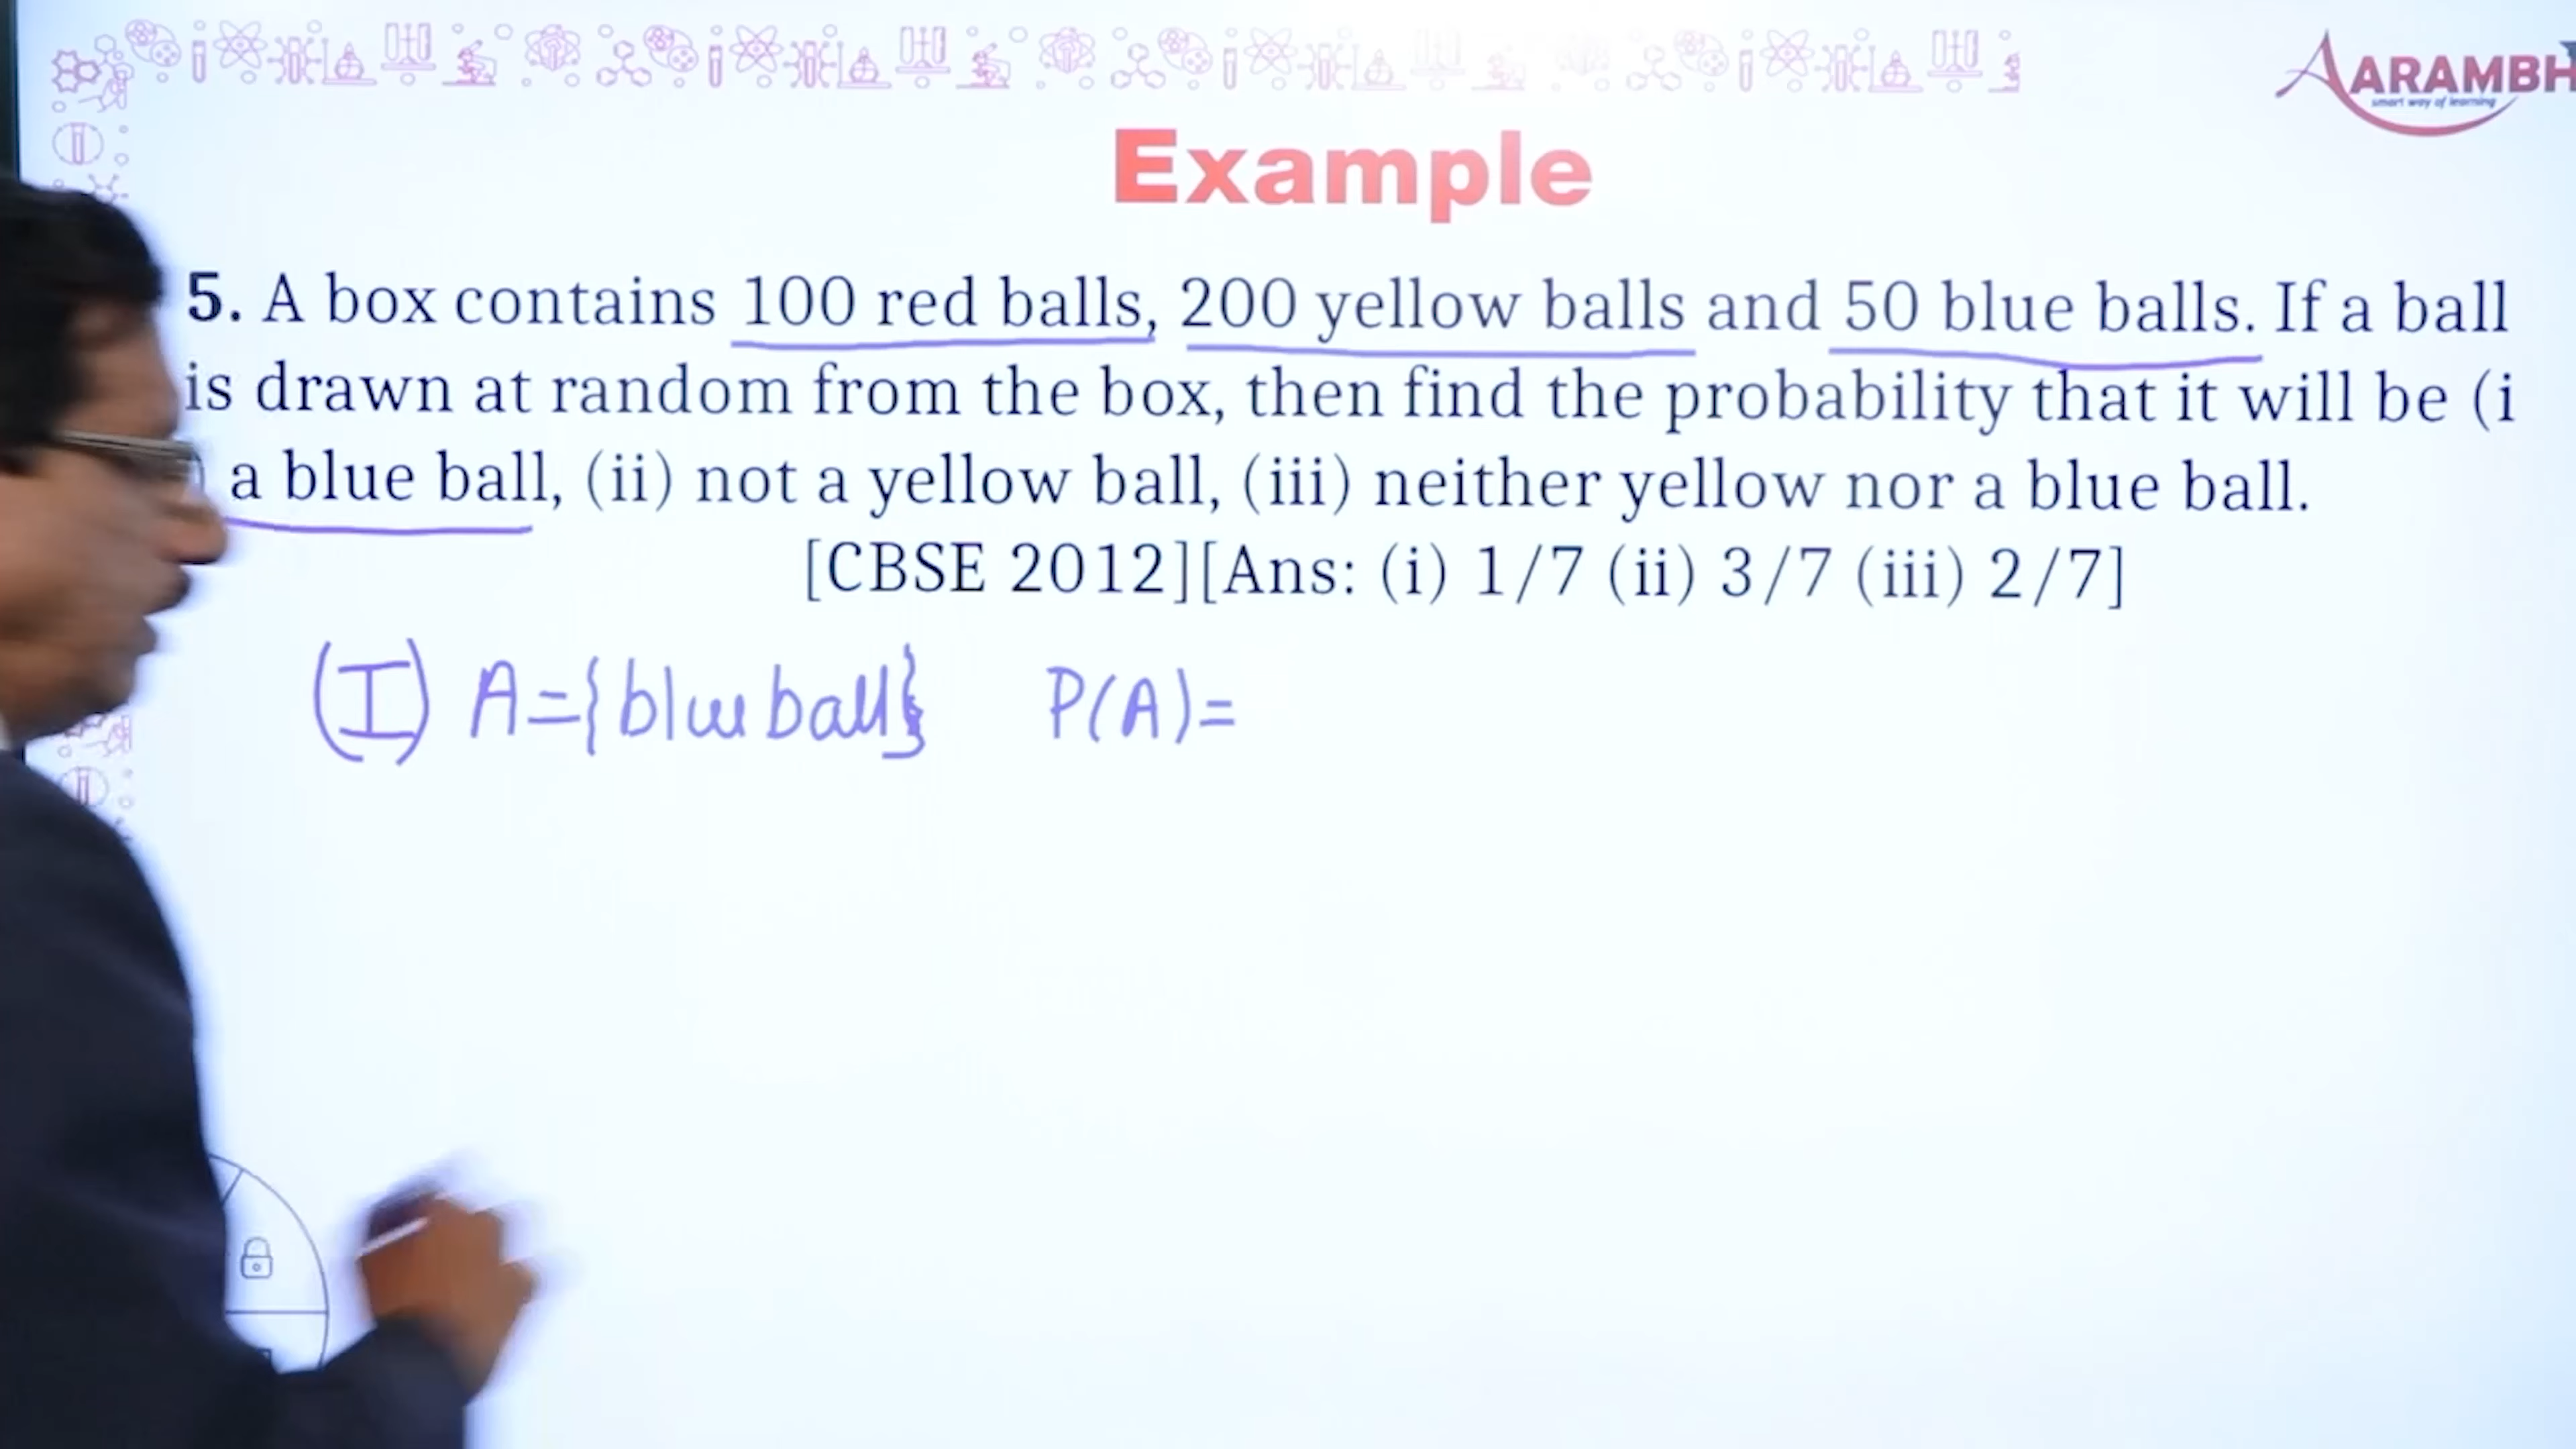 AARAMBH
smart way of learning
Example
5. A box contains 100 red balls, 200 yellow balls and 50 blue balls. If a ball
is drawn at random from the box, then find the probability that it will be (i
) a blue ball, (ii) not a yellow ball, (iii) neither yellow nor a blue ball.
[CBSE 2012][Ans: (i) 1/7 (ii) 3/7 (iii) 2/7]
(I) A={blue ball} P(A)=